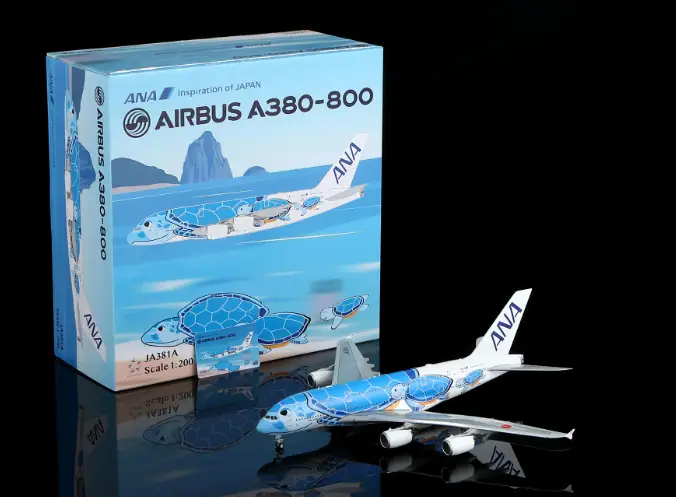 ANA Inspiration of JAPAN
AIRBUS A380-800
ANA
AIRBUS A380-800
ANA
JA381A
Scale 1:200
ANA